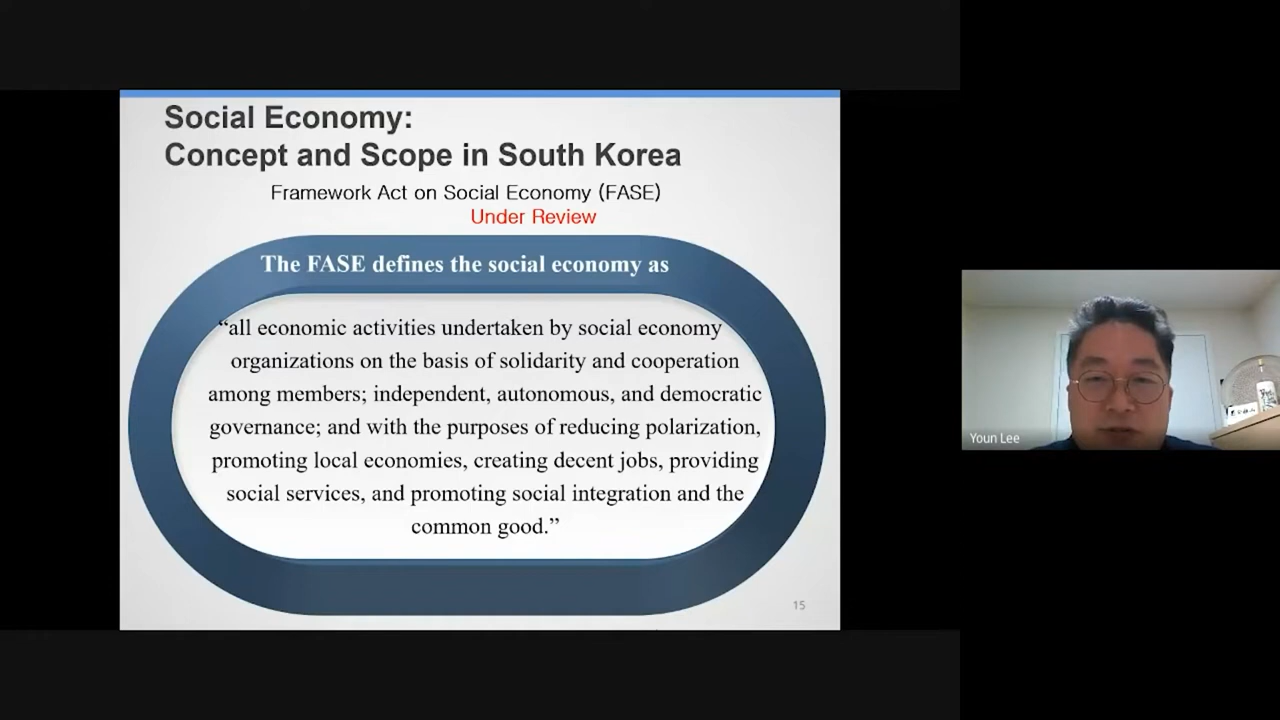 Social Economy:
Concept and Scope in South Korea
Framework Act on Social Economy (FASE)
Under Review
The FASE defines the social economy as
“all economic activities undertaken by social economy
organizations on the basis of solidarity and cooperation
among members; independent, autonomous, and democratic
governance; and with the purposes of reducing polarization,
promoting local economies, creating decent jobs, providing
social services, and promoting social integration and the
common good.”
15
Youn Lee